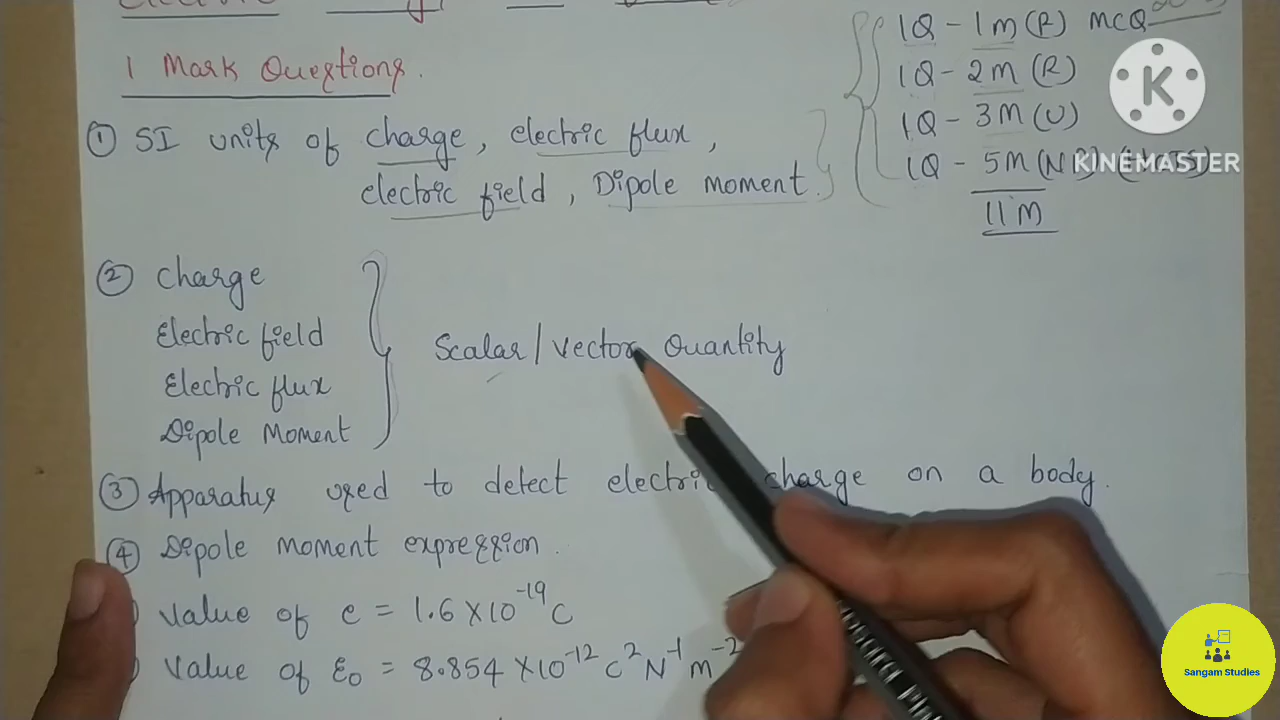 1 Mark Questions.
1Q - 1m (R) MCQ
1Q - 2m (R)
1Q - 3M (U)
1Q - 5M (NP)
11 M
① SI units of charge, electric flux,
electric field, Dipole moment.
② charge
Electric field
Electric flux
Dipole Moment
Scalar / Vector Quantity
③ Apparatus used to detect electric charge on a body.
④ Dipole moment expression.
Value of e = 1.6 × 10⁻¹⁹ C
Value of ε₀ = 8.854 × 10⁻¹² C² N⁻¹ m⁻²
K
KINEMASTER
Sangam Studies